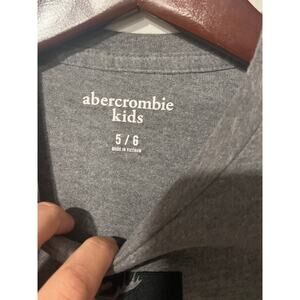 abercrombie
kids
5/6
MADE IN VIETNAM